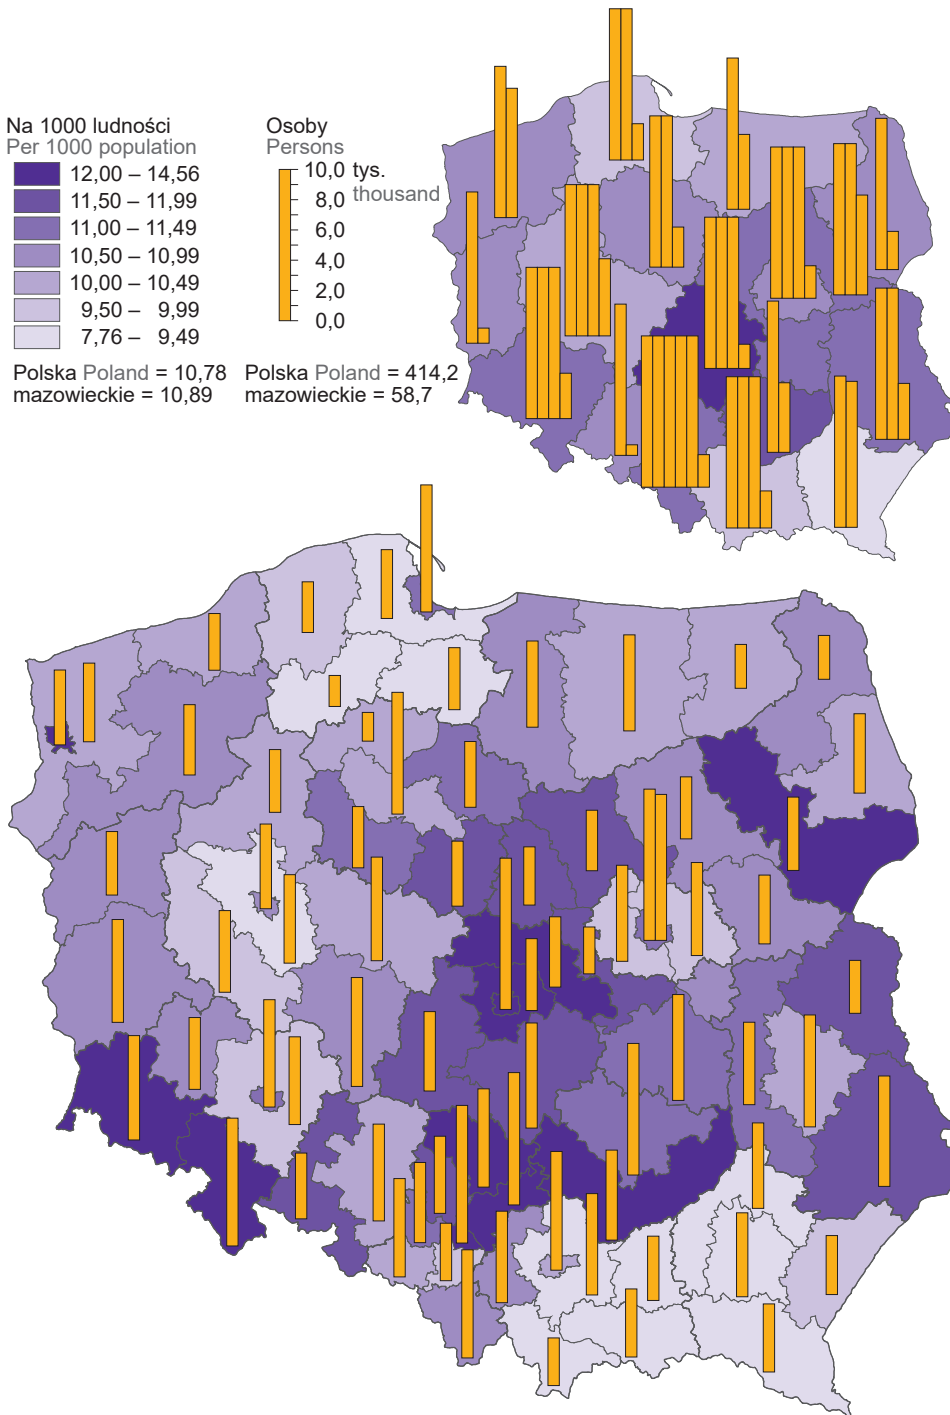 Na 1000 ludności
Per 1000 population
12,00 – 14,56
11,50 – 11,99
11,00 – 11,49
10,50 – 10,99
10,00 – 10,49
9,50 – 9,99
7,76 – 9,49
Osoby
Persons
10,0 tys.
thousand
8,0
6,0
4,0
2,0
0,0
Polska Poland = 10,78
mazowieckie = 10,89
Polska Poland = 414,2
mazowieckie = 58,7